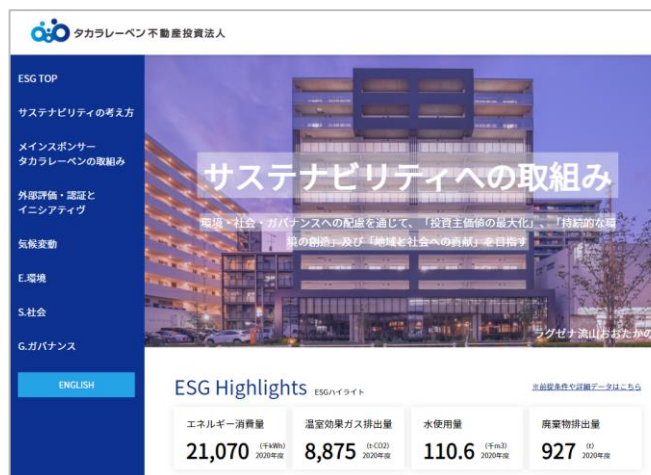 タカラレーベン不動産投資法人
ESG TOP
サステナビリティの考え方
メインスポンサー
タカラレーベンの取組み
外部評価・認証と
イニシアティヴ
気候変動
E.環境
S.社会
G.ガバナンス
ENGLISH
サステナビリティへの取組み
環境・社会・ガバナンスへの配慮を通じて、「投資主価値の最大化」、「持続的な環
境の創造」及び「地域と社会への貢献」を目指す
ラグゼナ流山おおたかの
ESG Highlights ESGハイライト
※前提条件や詳細データはこちら
エネルギー消費量
21,070 (千kWh) 2020年度
温室効果ガス排出量
8,875 (t-CO2) 2020年度
水使用量
110.6 (千m3) 2020年度
廃棄物排出量
927 (t) 2020年度